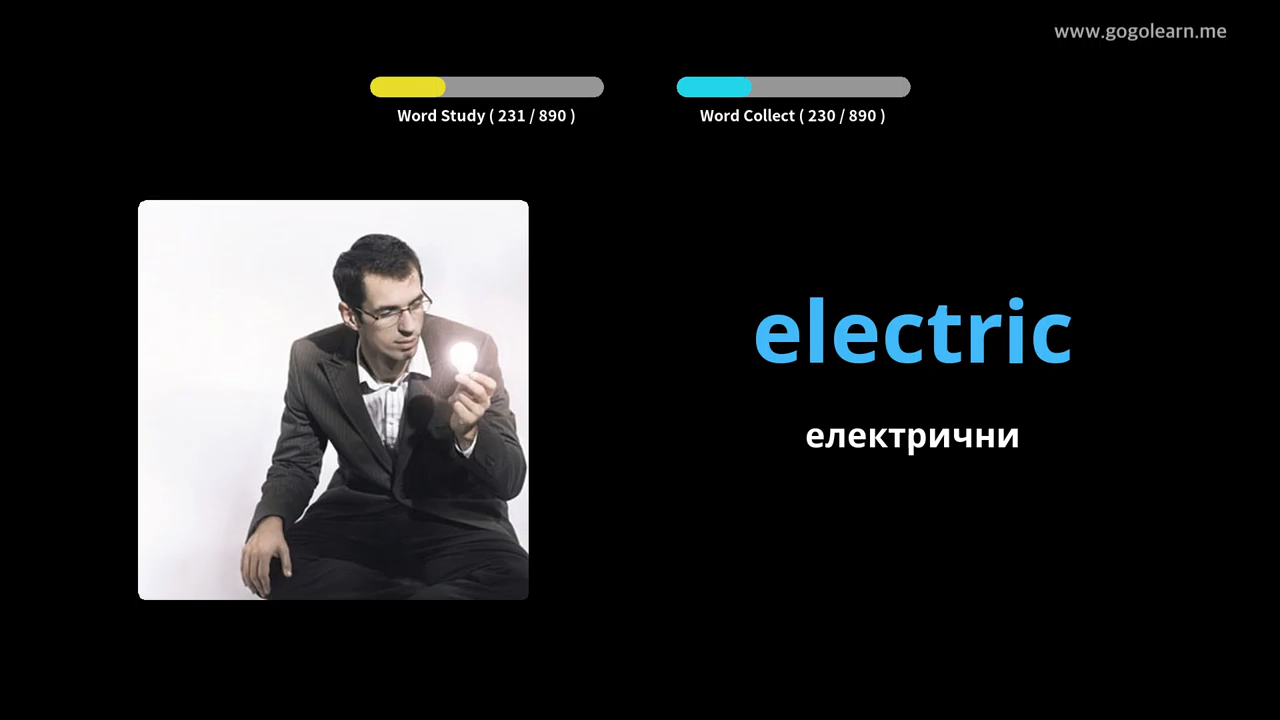 www.gogolearn.me
Word Study ( 231 / 890 )
Word Collect ( 230 / 890 )
electric
електрични